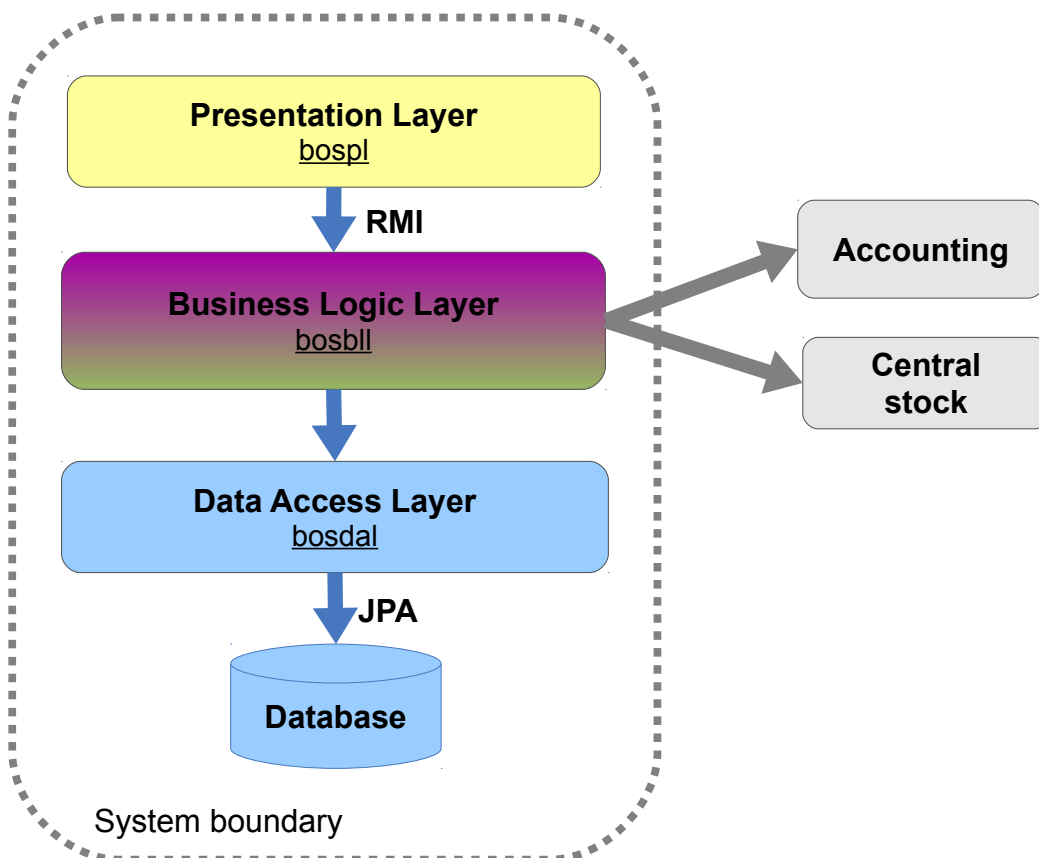 Presentation Layer
bospl
RMI
Business Logic Layer
bosbll
Accounting
Central
stock
Data Access Layer
bosdal
JPA
Database
System boundary